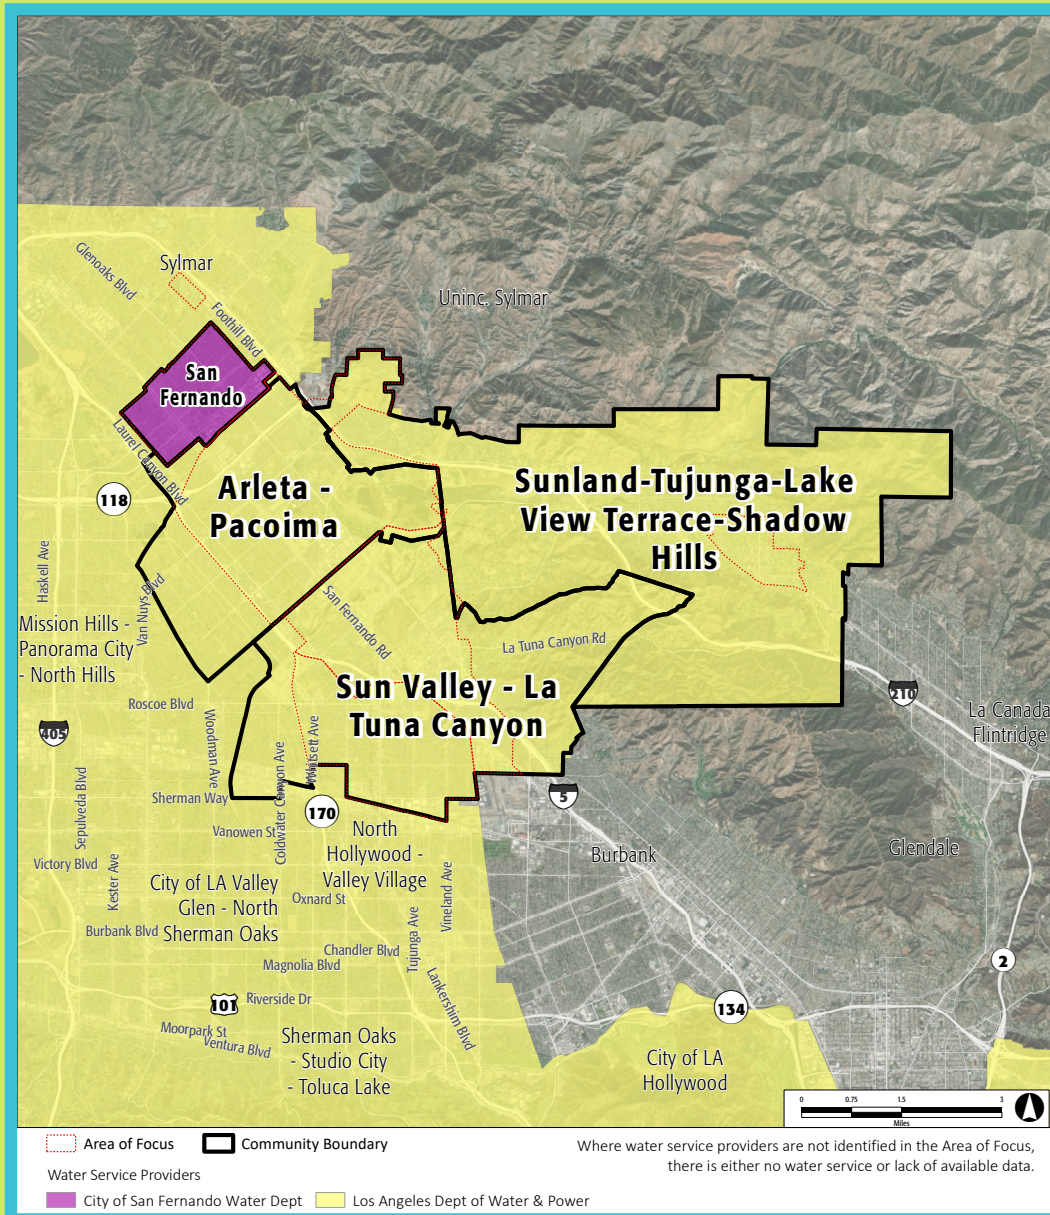 Glenoaks Blvd
Sylmar
Foothill Blvd
Uninc. Sylmar
San
Fernando
Laurel Canyon Blvd
118
Arleta -
Pacoima
Sunland-Tujunga-Lake
View Terrace-Shadow
Hills
Haskell Ave
Van Nuys Blvd
San Fernando Rd
La Tuna Canyon Rd
Mission Hills -
Panorama City
- North Hills
Sun Valley - La
Tuna Canyon
210
La Canada
Flintridge
Roscoe Blvd
405
Woodman Ave
Whitsett Ave
Coldwater Canyon Ave
Sepulveda Blvd
Sherman Way
170
5
Vanowen St
North
Hollywood -
Valley Village
Burbank
Glendale
Victory Blvd
Kester Ave
City of LA Valley
Glen - North
Sherman Oaks
Oxnard St
Vineland Ave
Tujunga Ave
Burbank Blvd
Chandler Blvd
Magnolia Blvd
Lankershim Blvd
2
101
Riverside Dr
134
Moorpark St
Ventura Blvd
Sherman Oaks
- Studio City
- Toluca Lake
City of LA
Hollywood
0 0.75 1.5 3
Miles
Area of Focus
Community Boundary
Where water service providers are not identified in the Area of Focus,
there is either no water service or lack of available data.
Water Service Providers
City of San Fernando Water Dept
Los Angeles Dept of Water & Power